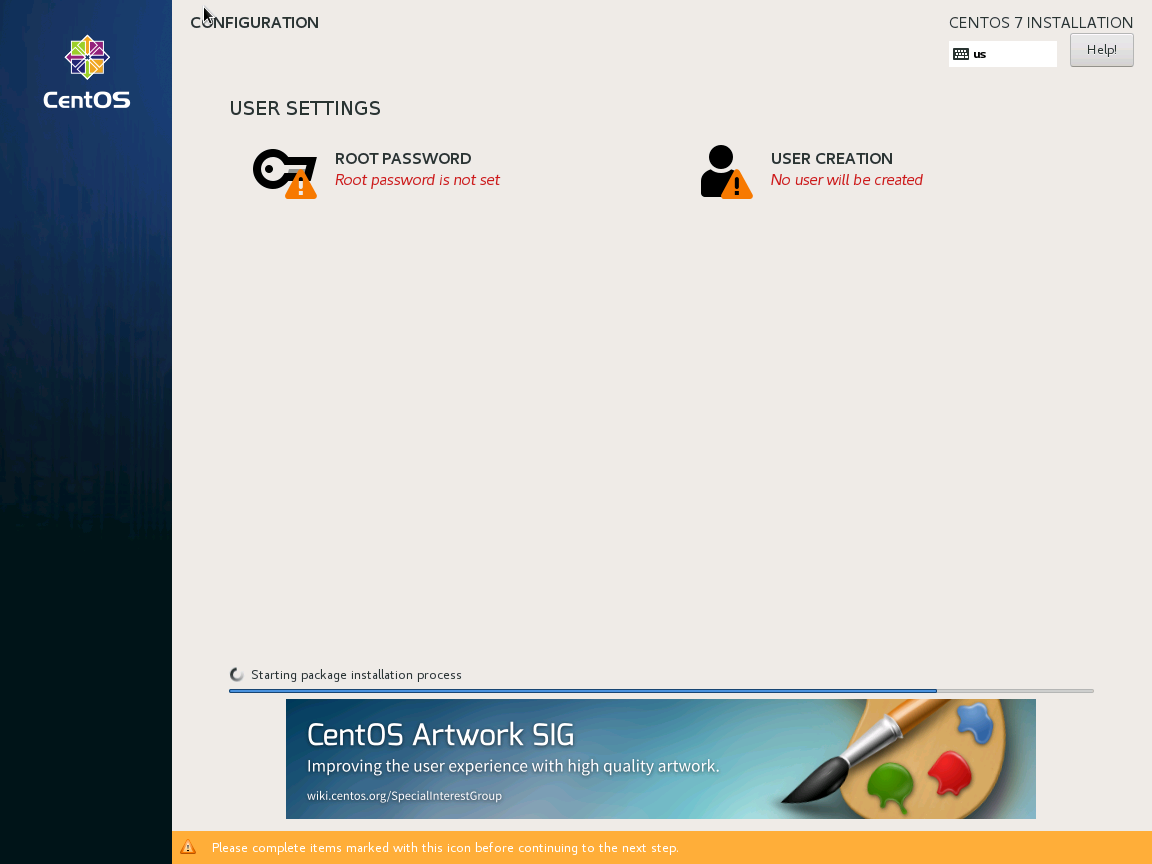 CentOS
CONFIGURATION
CENTOS 7 INSTALLATION
us
Help!
USER SETTINGS
ROOT PASSWORD
Root password is not set
USER CREATION
No user will be created
Starting package installation process
CentOS Artwork SIG
Improving the user experience with high quality artwork.
wiki.centos.org/SpecialInterestGroup
Please complete items marked with this icon before continuing to the next step.